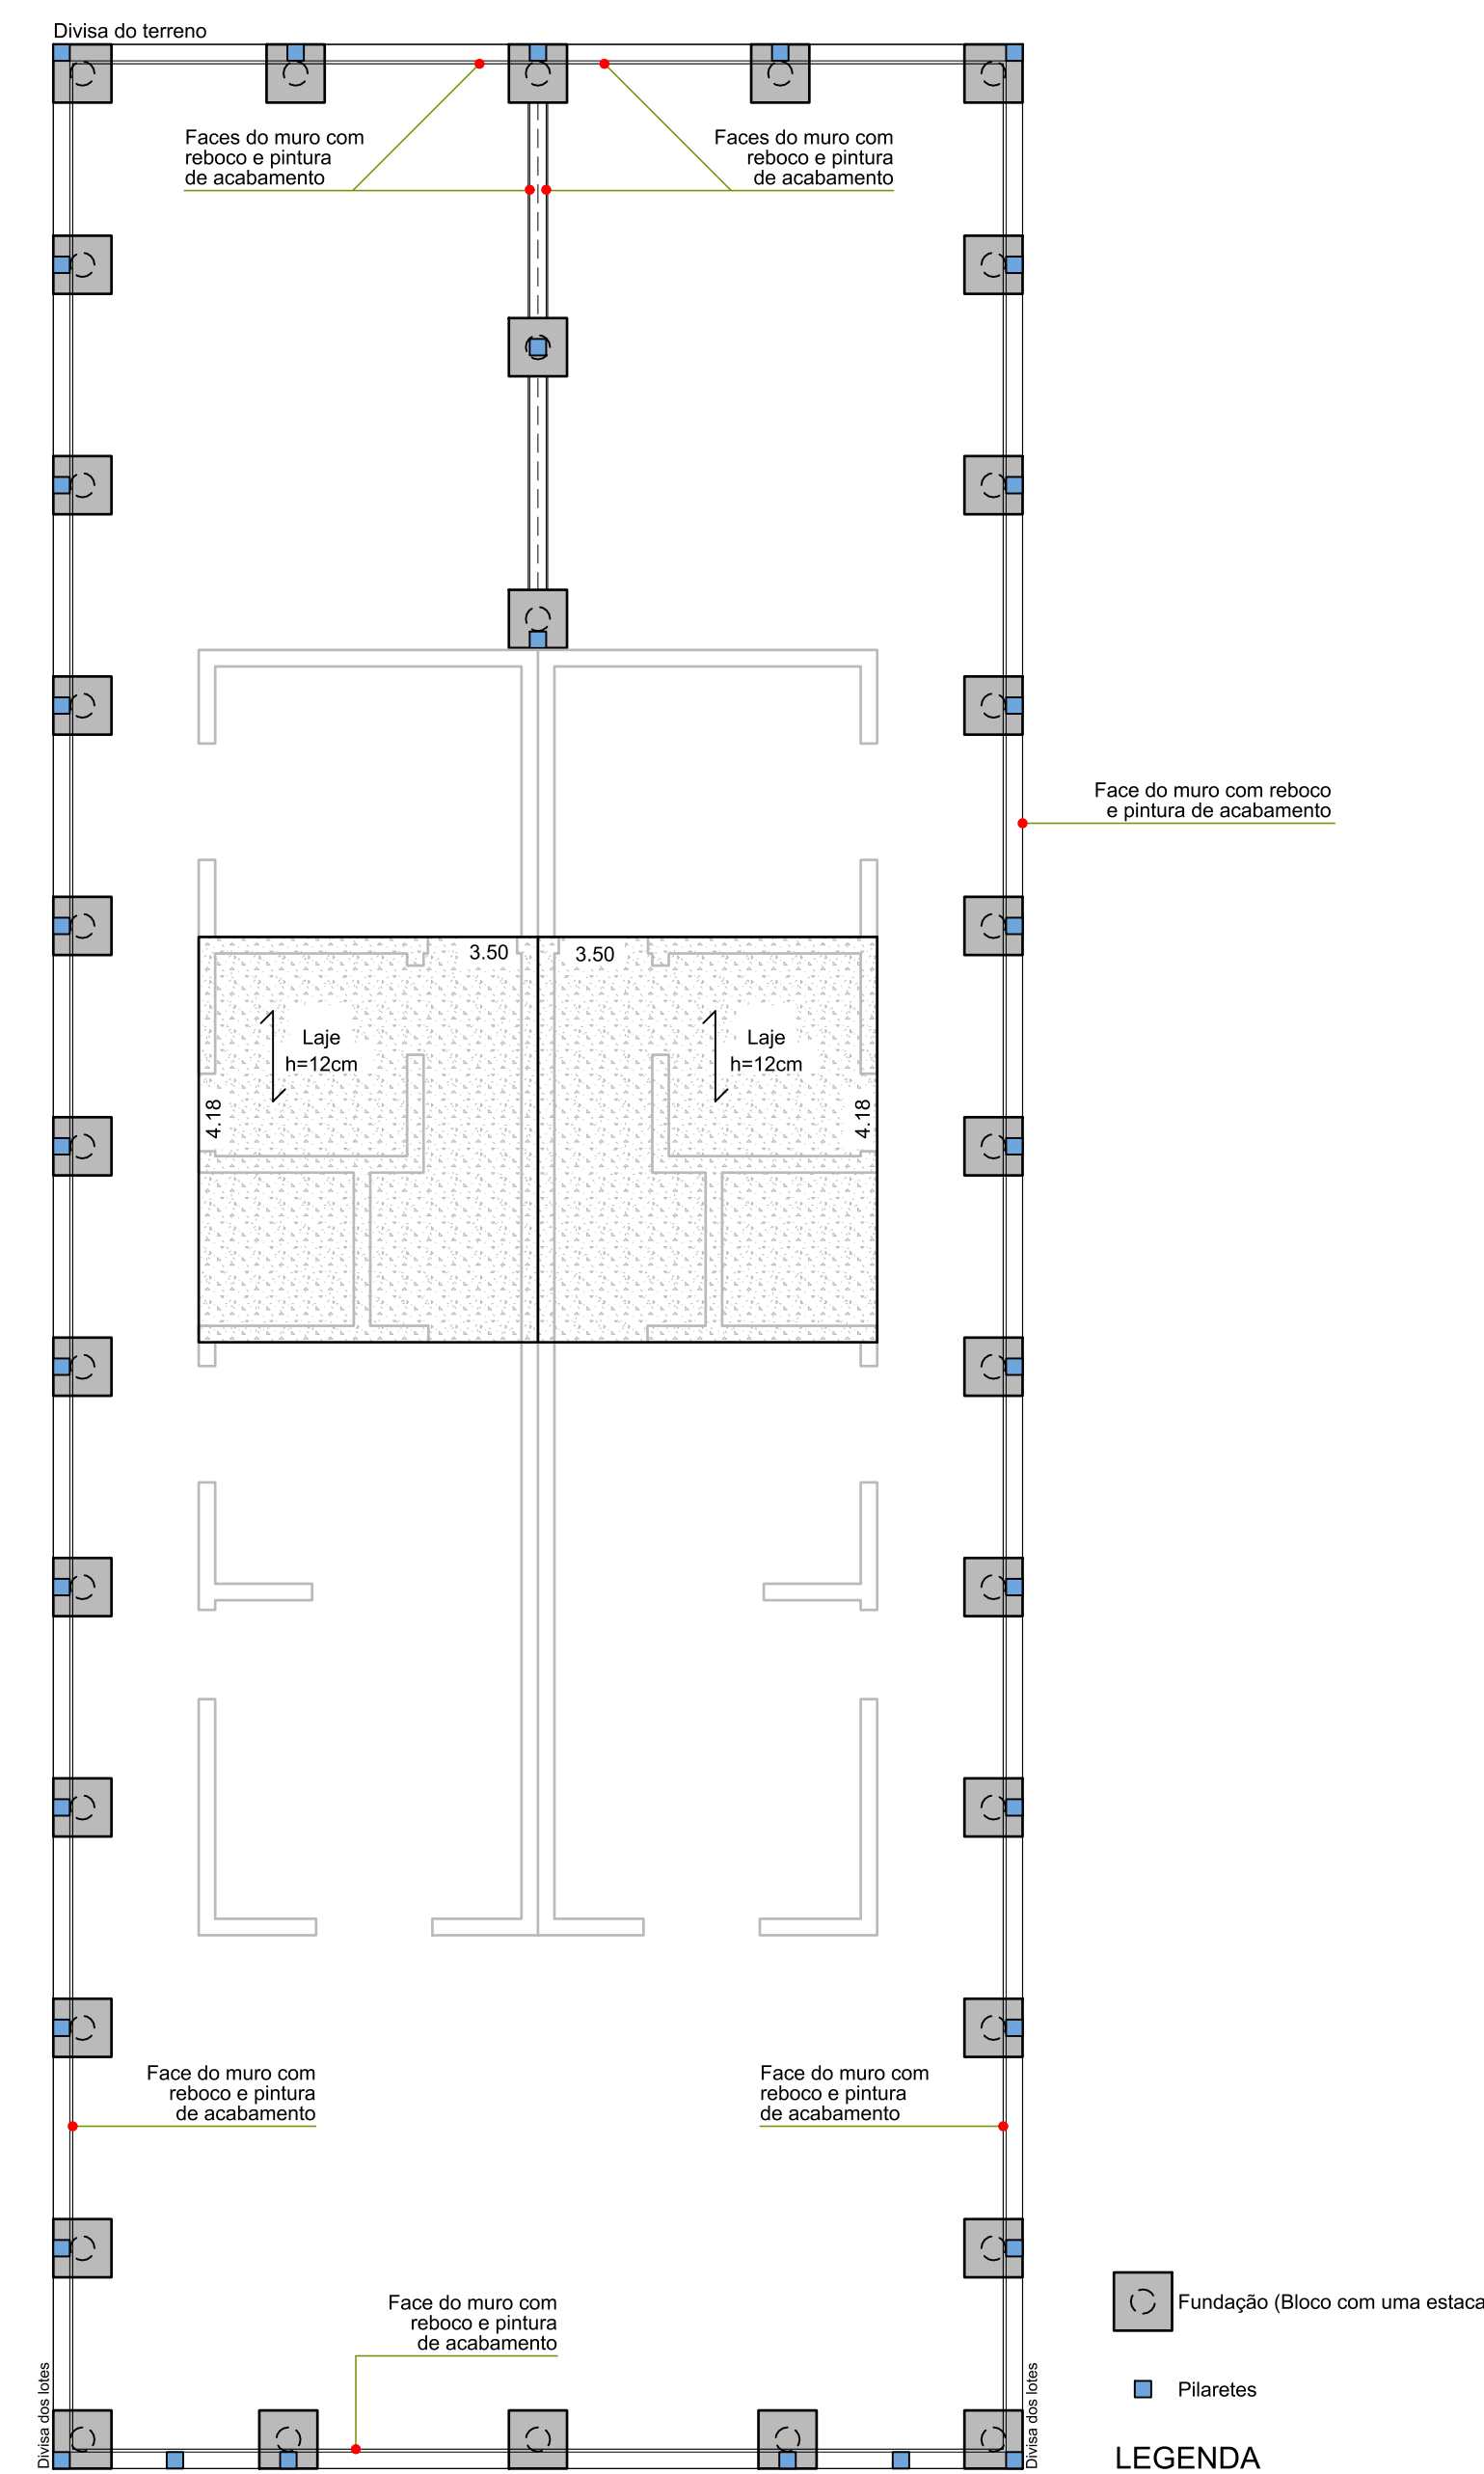 Divisa do terreno
Faces do muro com
reboco e pintura
de acabamento
Faces do muro com
reboco e pintura
de acabamento
Face do muro com reboco
e pintura de acabamento
3.50
3.50
Laje
h=12cm
Laje
h=12cm
4.18
4.18
Face do muro com
reboco e pintura
de acabamento
Face do muro com
reboco e pintura
de acabamento
Face do muro com
reboco e pintura
de acabamento
Fundação (Bloco com uma estaca
Divisa dos lotes
Divisa dos lotes
Pilaretes
LEGENDA